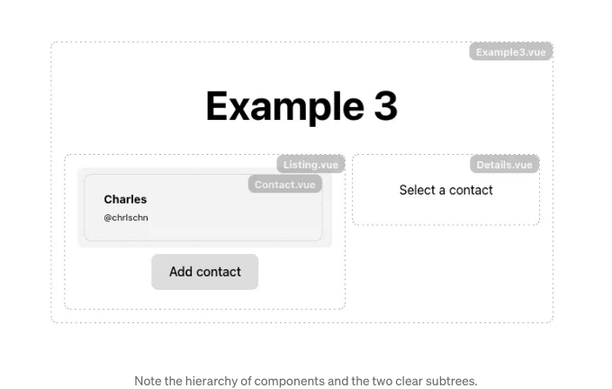 Example3.vue
Example 3
Listing.vue
Details.vue
Contact.vue
Select a contact
Charles
@chrlschn
Add contact
Note the hierarchy of components and the two clear subtrees.